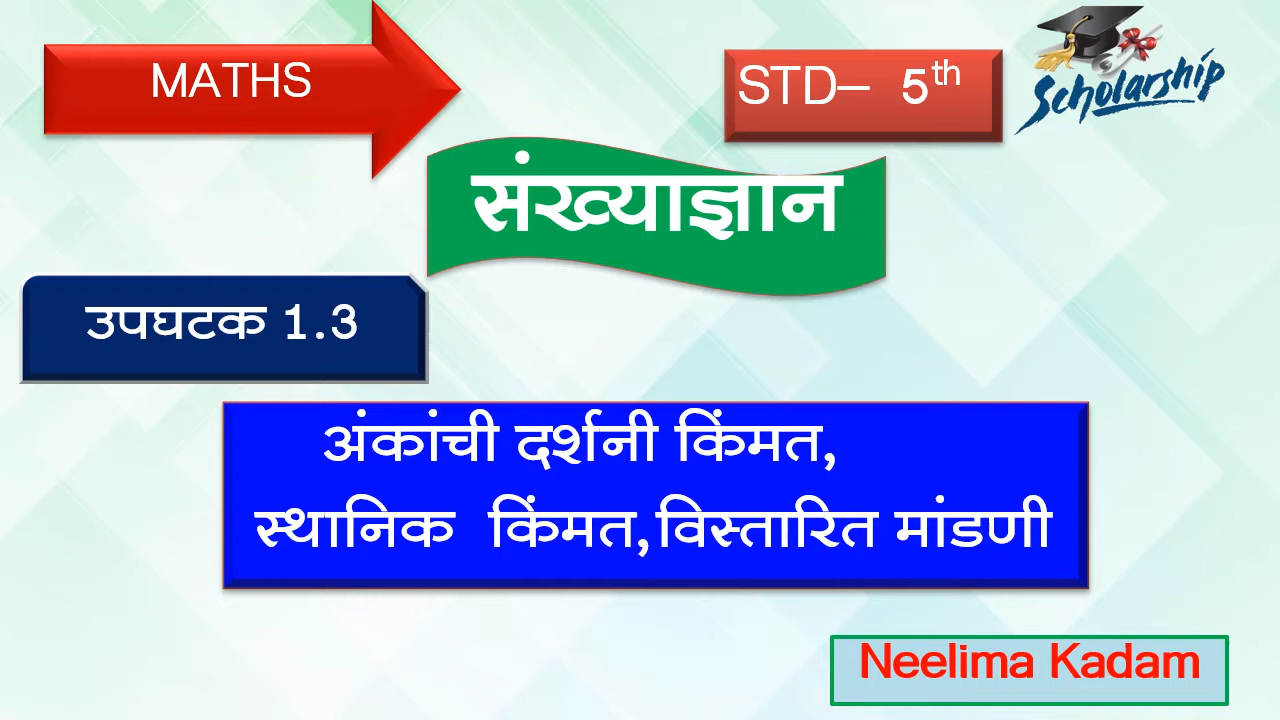 MATHS
STD– 5th
Scholarship
संख्याज्ञान
उपघटक 1.3
अंकांची दर्शनी किंमत,
स्थानिक किंमत,विस्तारित मांडणी
Neelima Kadam